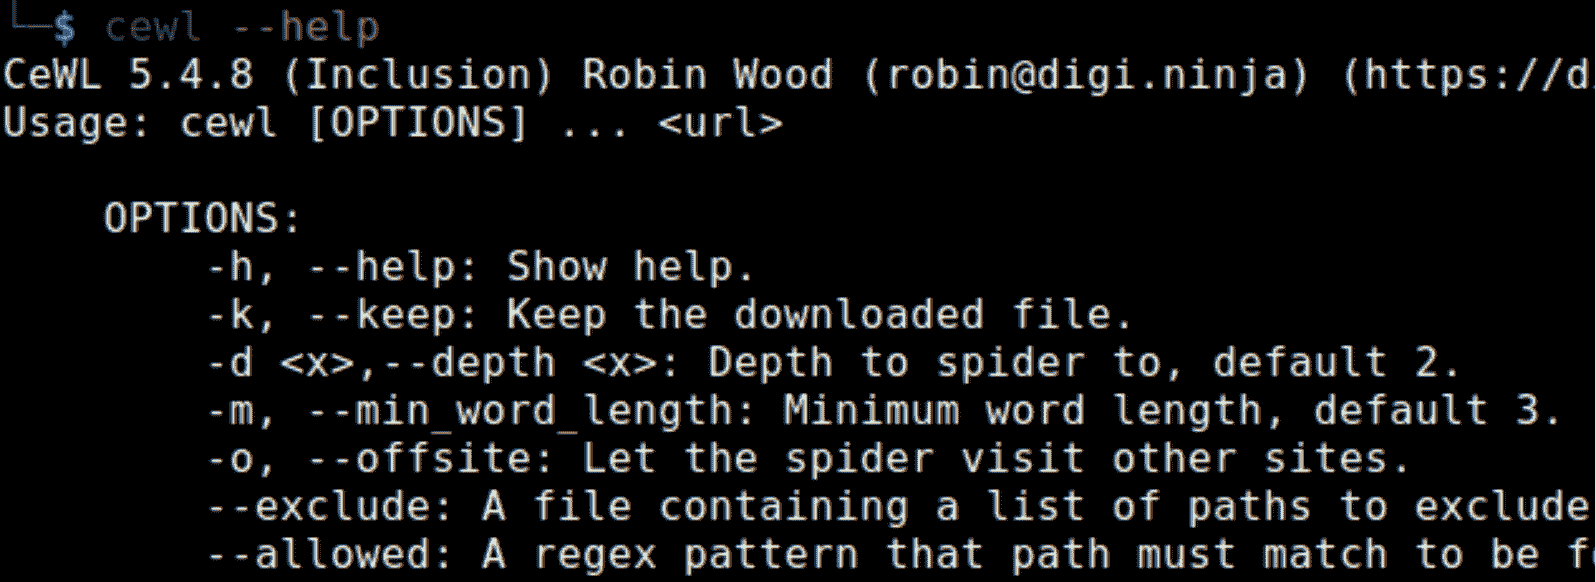 └─$ cewl --help
CeWL 5.4.8 (Inclusion) Robin Wood (robin@digi.ninja) (https://d
Usage: cewl [OPTIONS] ... <url>
OPTIONS:
-h, --help: Show help.
-k, --keep: Keep the downloaded file.
-d <x>,--depth <x>: Depth to spider to, default 2.
-m, --min_word_length: Minimum word length, default 3.
-o, --offsite: Let the spider visit other sites.
--exclude: A file containing a list of paths to exclude
--allowed: A regex pattern that path must match to be f